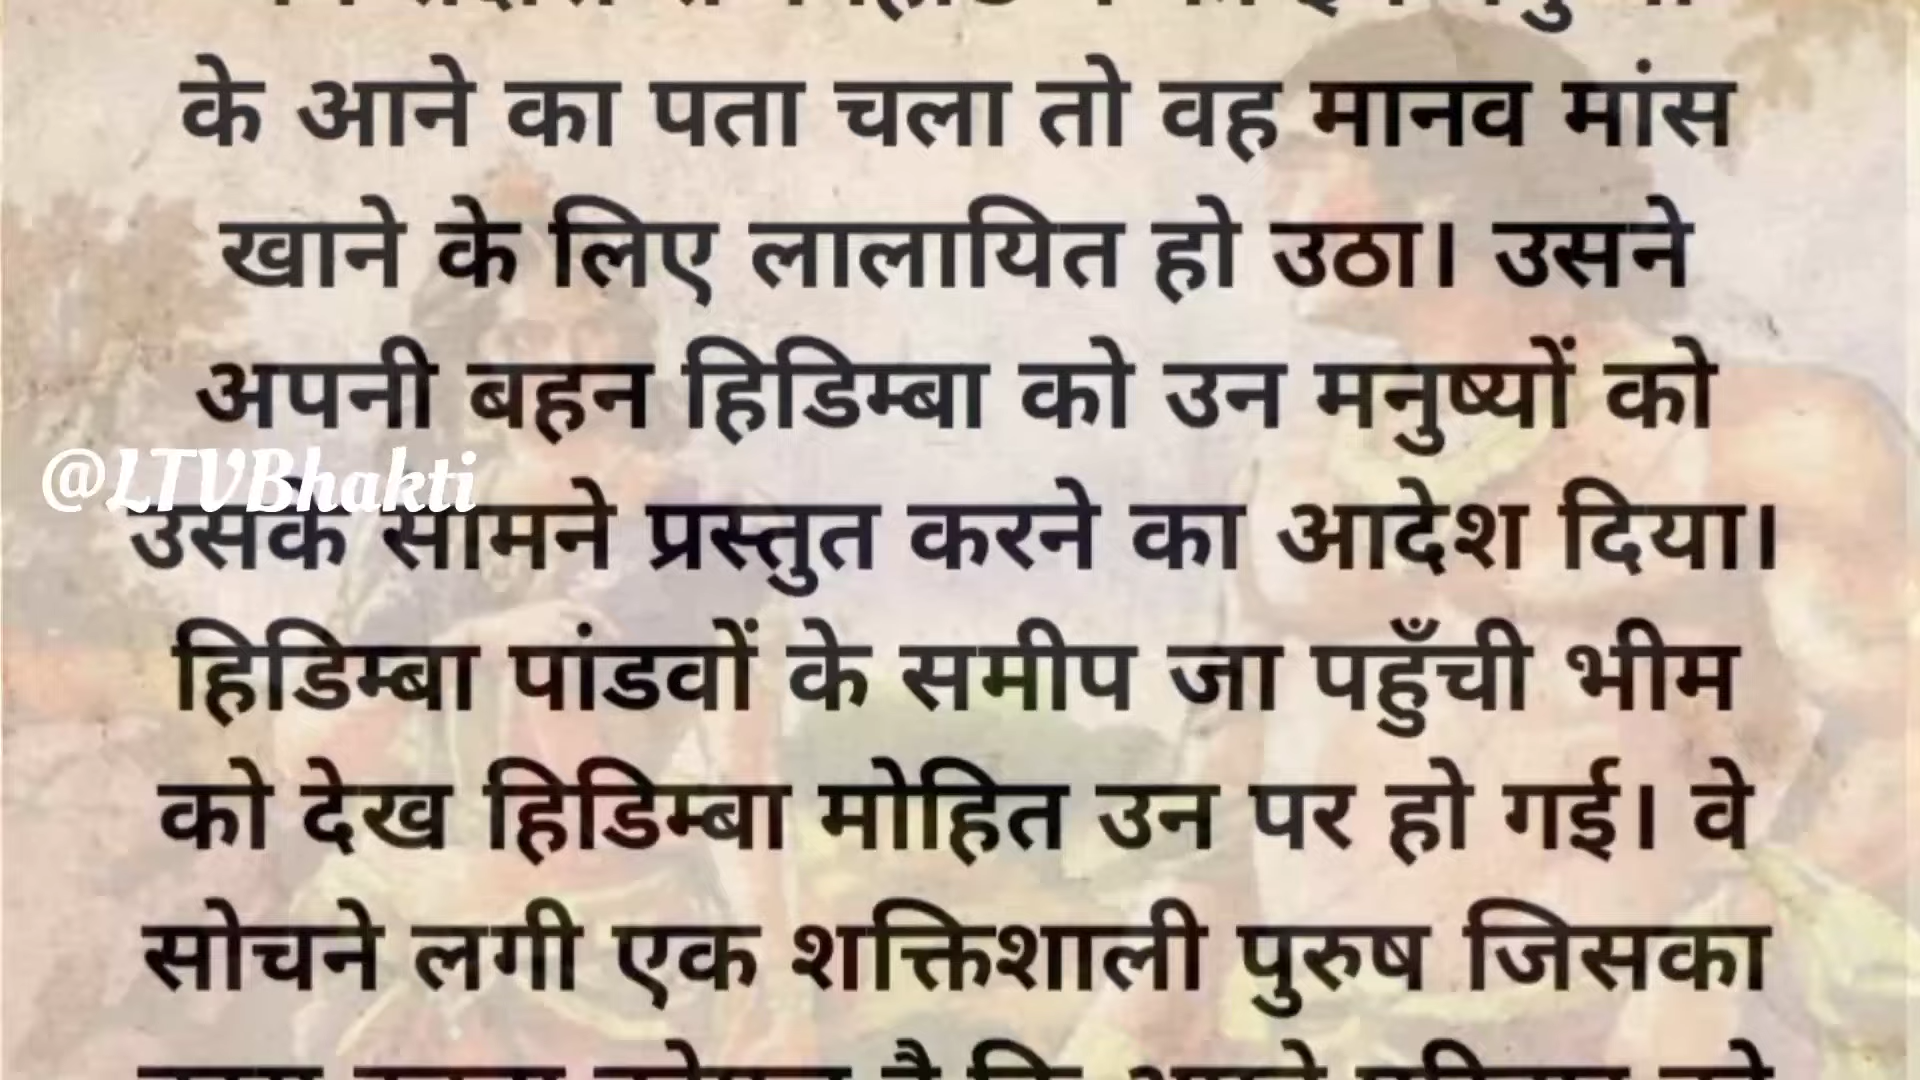 के आने का पता चला तो वह मानव मांस
खाने के लिए लालायित हो उठा। उसने
अपनी बहन हिडिम्बा को उन मनुष्यों को
@LTVBhakti
उसके सामने प्रस्तुत करने का आदेश दिया।
हिडिम्बा पांडवों के समीप जा पहुँची भीम
को देख हिडिम्बा मोहित उन पर हो गई। वे
सोचने लगी एक शक्तिशाली पुरुष जिसका